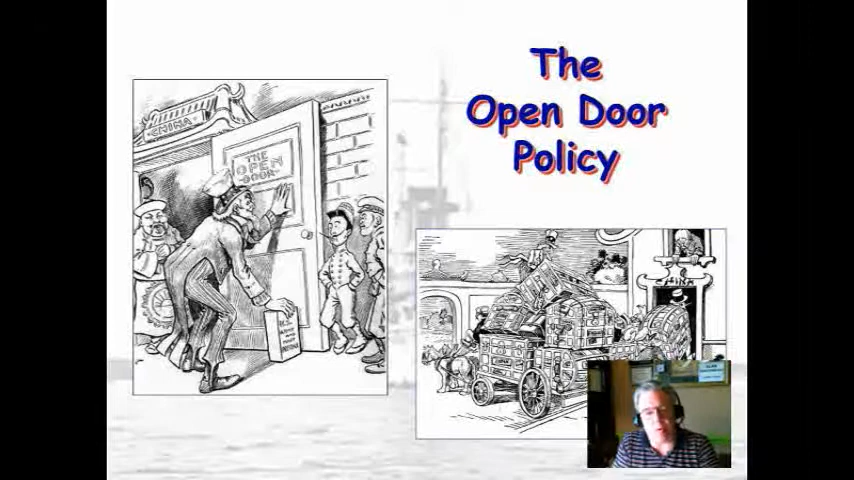 The
Open Door
Policy
CHINA
THE
OPEN
DOOR
CHINA